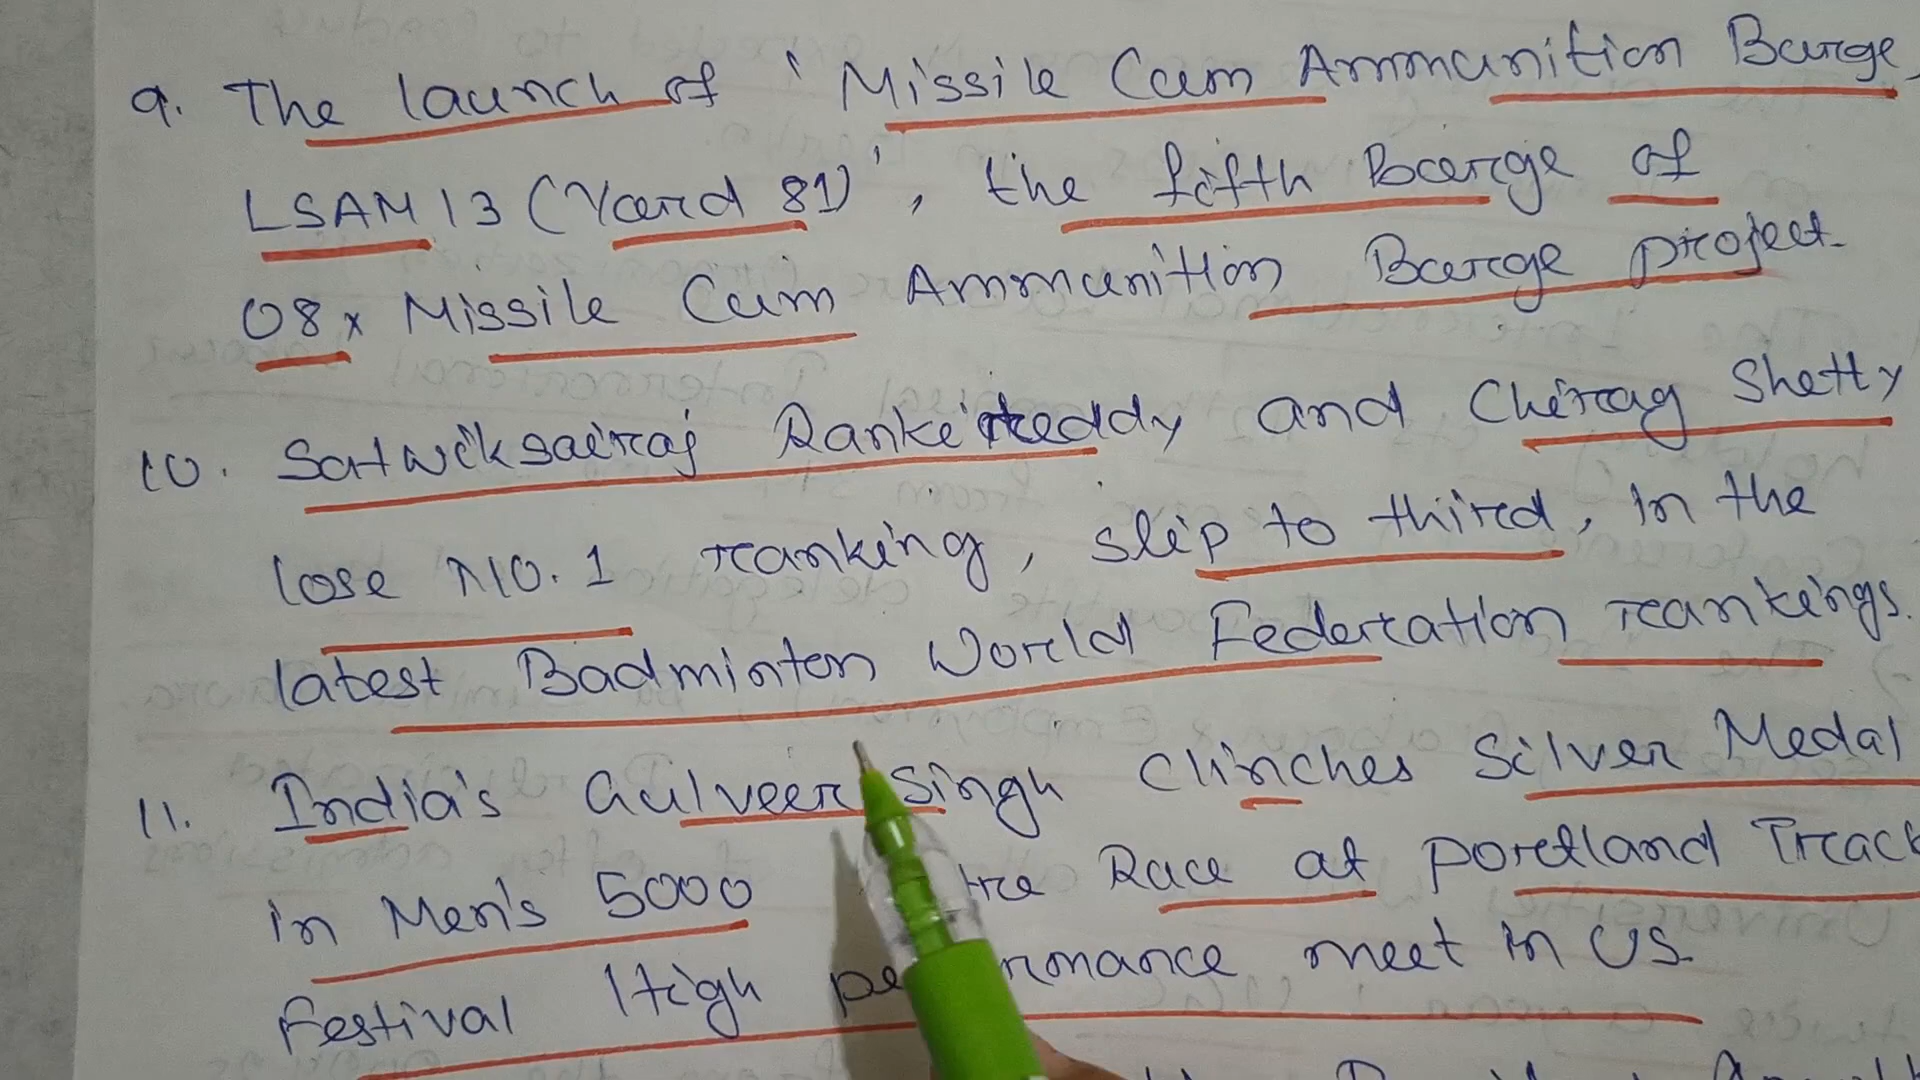 9. The launch of 'Missile Cum Ammunition Barge,
LSAM 13 (Yard 81)', the fifth Barge of
08x Missile Cum Ammunition Barge project.
10. Satwiksairaj Rankireddy and Chirag Shetty
lose NO. 1 ranking, slip to third, in the
latest Badminton World Federation rankings.
11. India's Gulveer Singh Clinches Silver Medal
in Men's 5000 Race at Portland Track
Festival High performance meet in US.